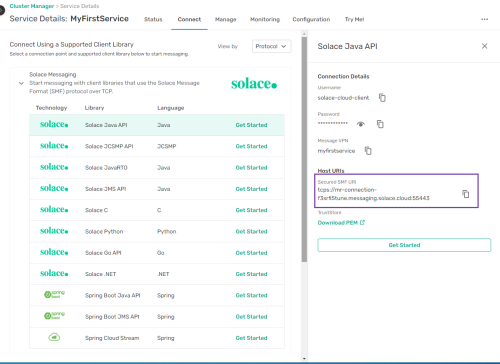 Cluster Manager > Service Details
Service Details: MyFirstService
Status
Connect
Manage
Monitoring
Configuration
Try Me!
Connect Using a Supported Client Library
Select a connection point and supported client library below to start messaging.
View by
Protocol
Solace Messaging
Start messaging with client libraries that use the Solace Message
Format (SMF) protocol over TCP.
solace.
Technology Library Language
solace. Solace Java API Java Get Started
solace. Solace JCSMP API JCSMP Get Started
solace. Solace JavaRTO Java Get Started
solace. Solace JMS API Java Get Started
solace. Solace C C Get Started
solace. Solace Python Python Get Started
solace. Solace Go API Go Get Started
solace. Solace .NET .NET Get Started
spring boot Spring Boot Java API Spring Get Started
spring boot Spring Boot JMS API Spring Get Started
Spring Cloud Stream Spring Get Started
Solace Java API
Connection Details
Username
solace-cloud-client
Password
************
Message VPN
myfirstservice
Host URIs
Secured SMF URI
tcps://mr-connection-
f3xrf6tune.messaging.solace.cloud:55443
TrustStore
Download PEM
Get Started